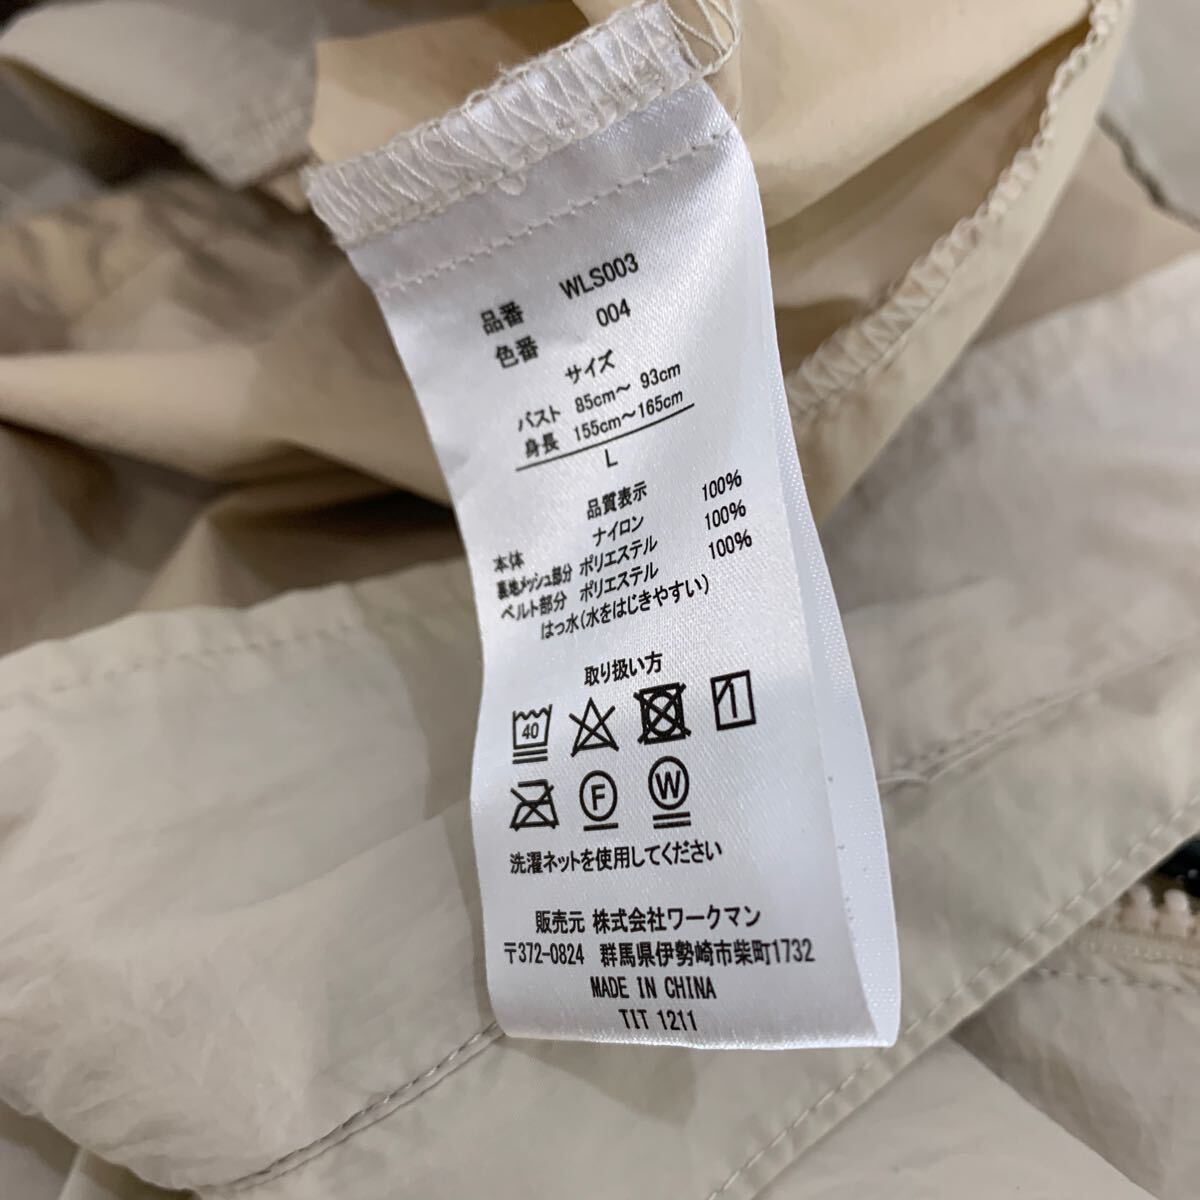 品番 WLS003
色番 004
サイズ
バスト 85cm～ 93cm
身長 155cm～165cm
L
品質表示
本体 ナイロン 100%
裏地メッシュ部分 ポリエステル 100%
ベルト部分 ポリエステル 100%
はっ水(水をはじきやすい)
取り扱い方
40
F W
洗濯ネットを使用してください
販売元 株式会社ワークマン
〒372-0824 群馬県伊勢崎市柴町1732
MADE IN CHINA
TIT 1211